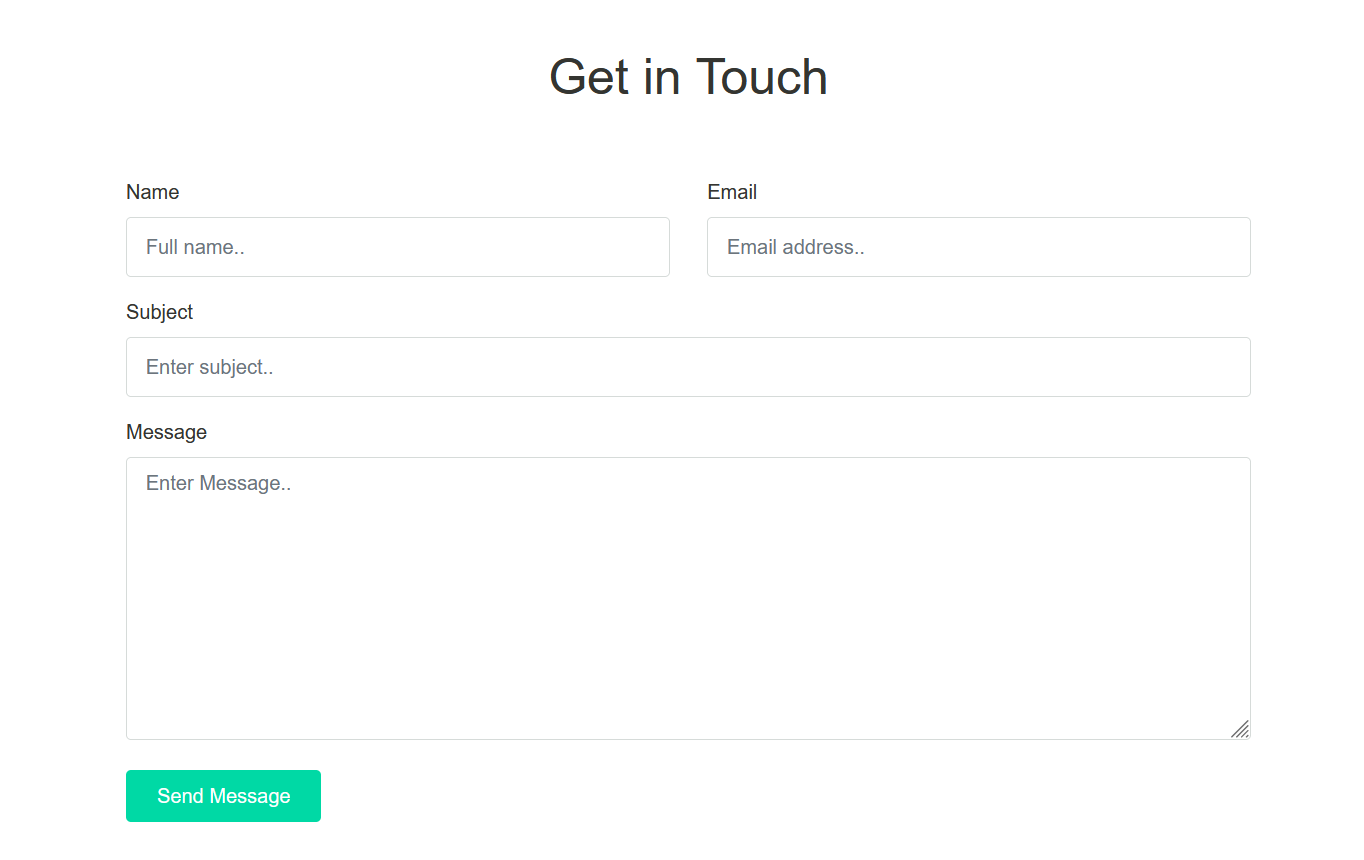 Get in Touch
Name
Email
Full name..
Email address..
Subject
Enter subject..
Message
Enter Message..
Send Message